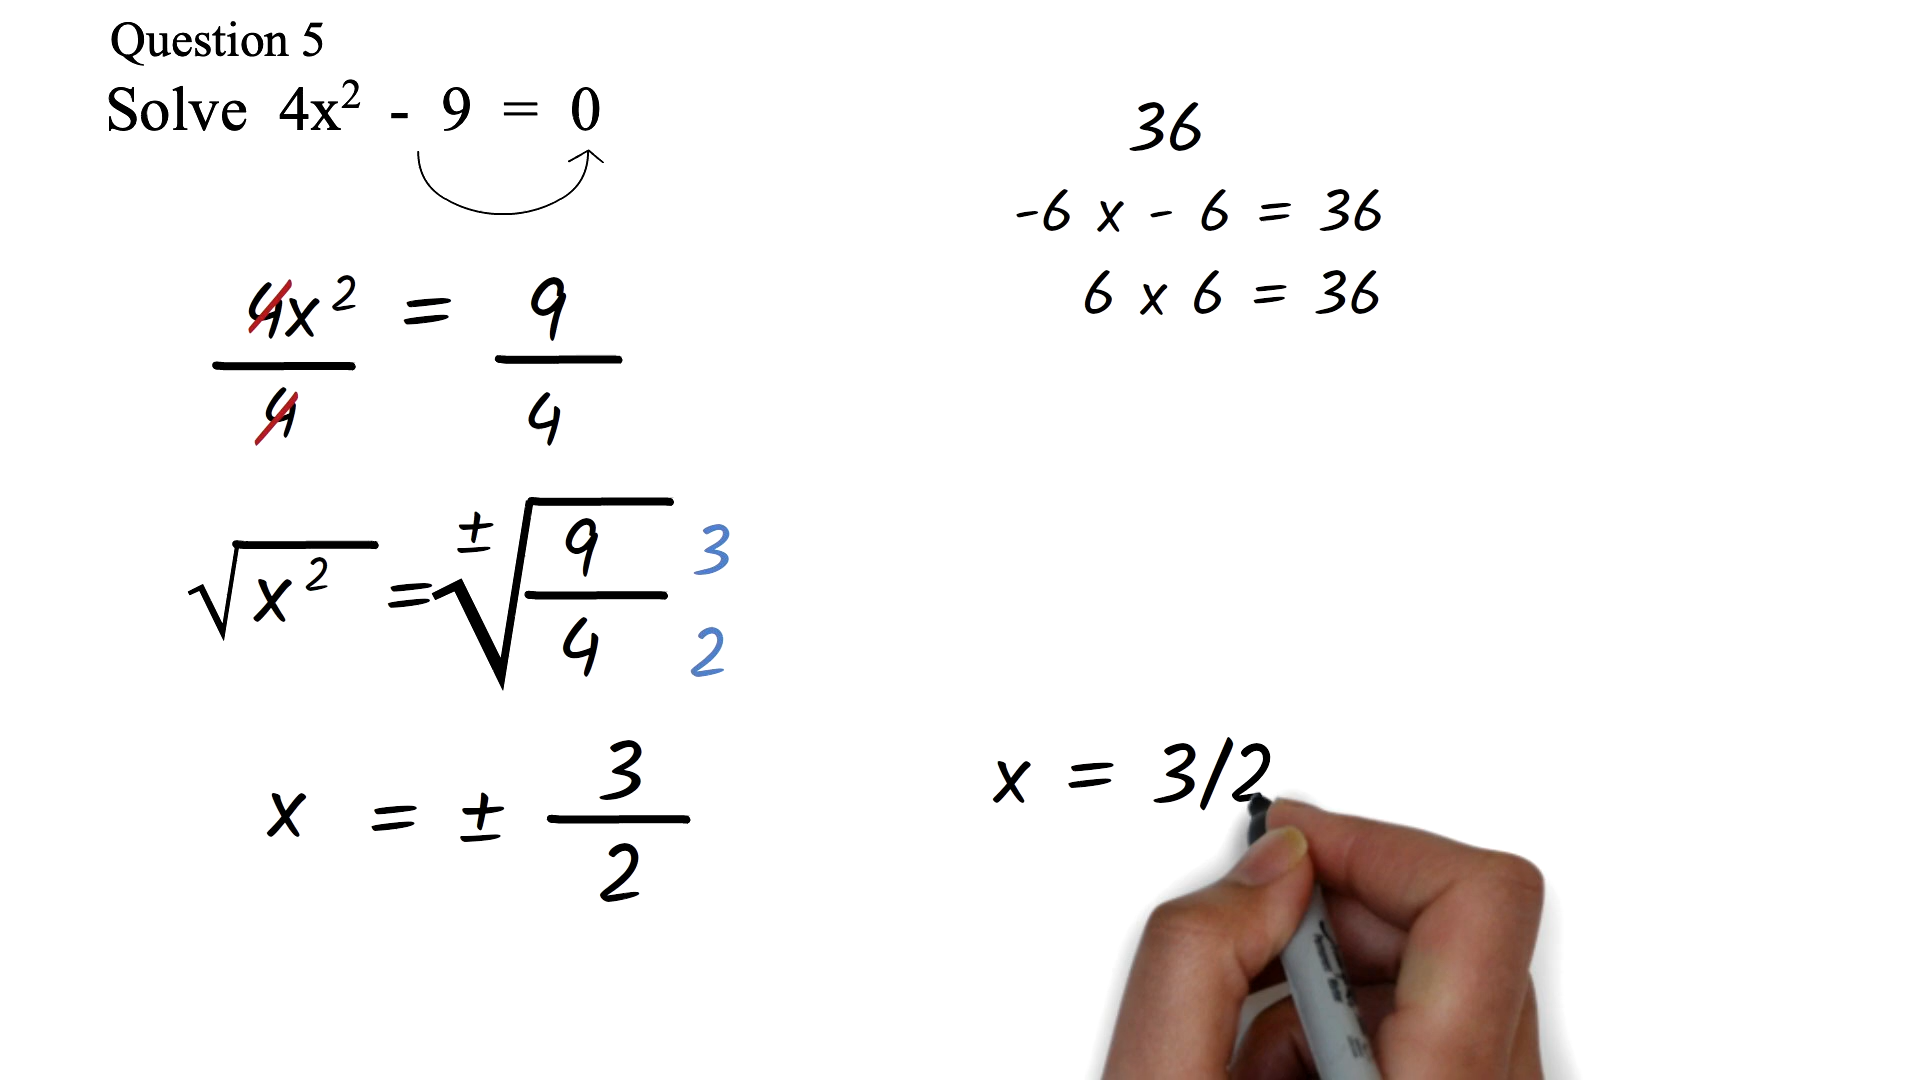 Question 5
Solve 4x² - 9 = 0
4x² = 9
4 4
√x² = ±√9 3
4 2
x = ± 3
2
36
-6 x - 6 = 36
6 x 6 = 36
x = 3/2